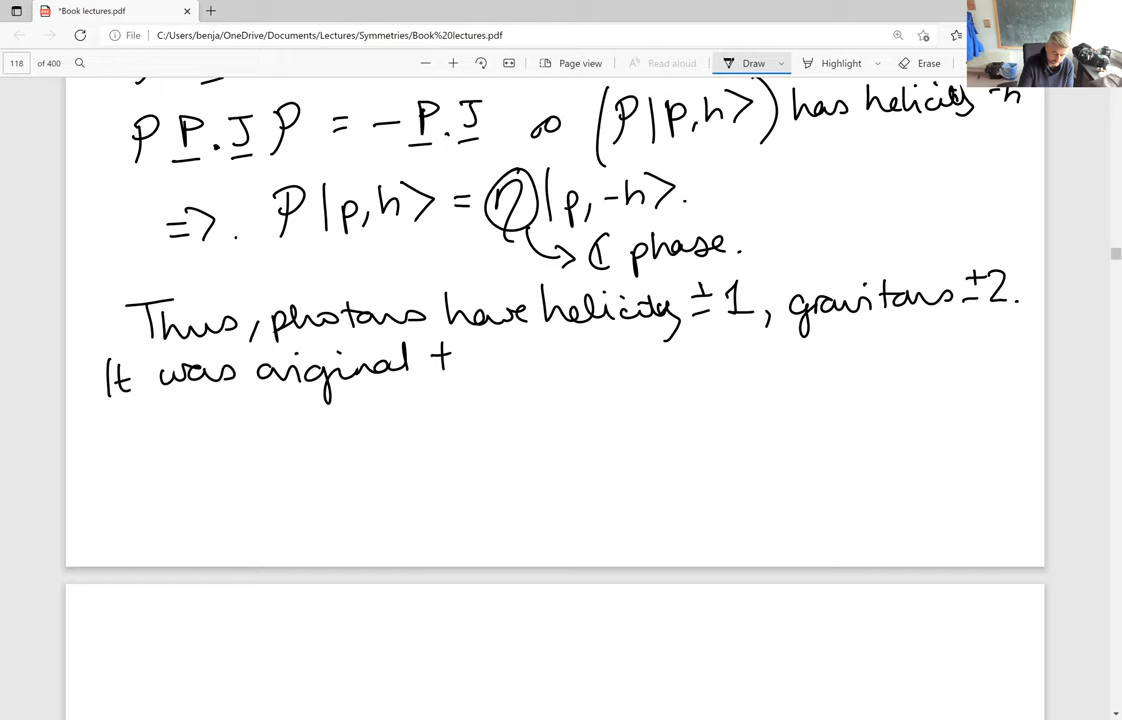 *Book lectures.pdf
File C:/Users/benja/OneDrive/Documents/Lectures/Symmetries/Book%20lectures.pdf
118 of 400 Page view Read aloud Draw Highlight Erase
P P.J P = - P.J so (P|p,h>) has helicity -h
=>. P|p,h> = η|p,-h>.
ℂ phase.
Thus, photons have helicity ±1, gravitons ±2.
It was original t